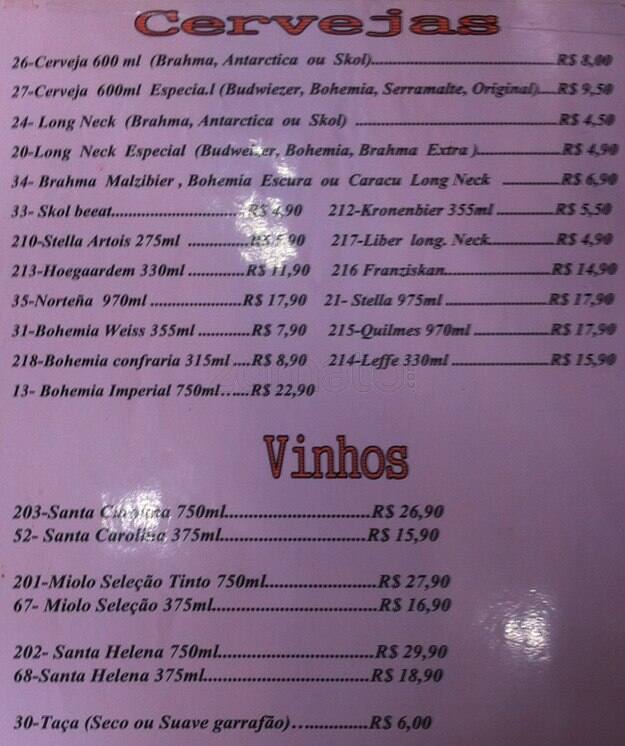 Cervejas
26-Cerveja 600 ml (Brahma, Antarctica ou Skol)..........R$ 8,00
27-Cerveja 600ml Especia.l (Budwiezer, Bohemia, Serramalte, Original)....R$ 9,50
24- Long Neck (Brahma, Antarctica ou Skol) ..........R$ 4,50
20-Long Neck Especial (Budweizer, Bohemia, Brahma Extra )..........R$ 4,90
34- Brahma Malzibier , Bohemia Escura ou Caracu Long Neck ..........R$ 6,90
33- Skol beeat..........R$ 4,90 212-Kronenbier 355ml ..........R$ 5,50
210-Stella Artois 275ml ..........R$ 5,90 217-Liber long. Neck..........R$ 4,90
213-Hoegaardem 330ml ..........R$ 11,90 216 Franziskan..........R$ 14,90
35-Norteña 970ml ..........R$ 17,90 21- Stella 975ml ..........R$ 17,90
31-Bohemia Weiss 355ml ..........R$ 7,90 215-Quilmes 970ml ..........R$ 17,90
218-Bohemia confraria 315ml ....R$ 8,90 214-Leffe 330ml ..........R$ 15,90
13- Bohemia Imperial 750ml......R$ 22,90
Vinhos
203-Santa Carolina 750ml..........R$ 26,90
52- Santa Carolina 375ml..........R$ 15,90
201-Miolo Seleção Tinto 750ml..........R$ 27,90
67- Miolo Seleção 375ml..........R$ 16,90
202- Santa Helena 750ml..........R$ 29,90
68-Santa Helena 375ml..........R$ 18,90
30-Taça (Seco ou Suave garrafão)..........R$ 6,00